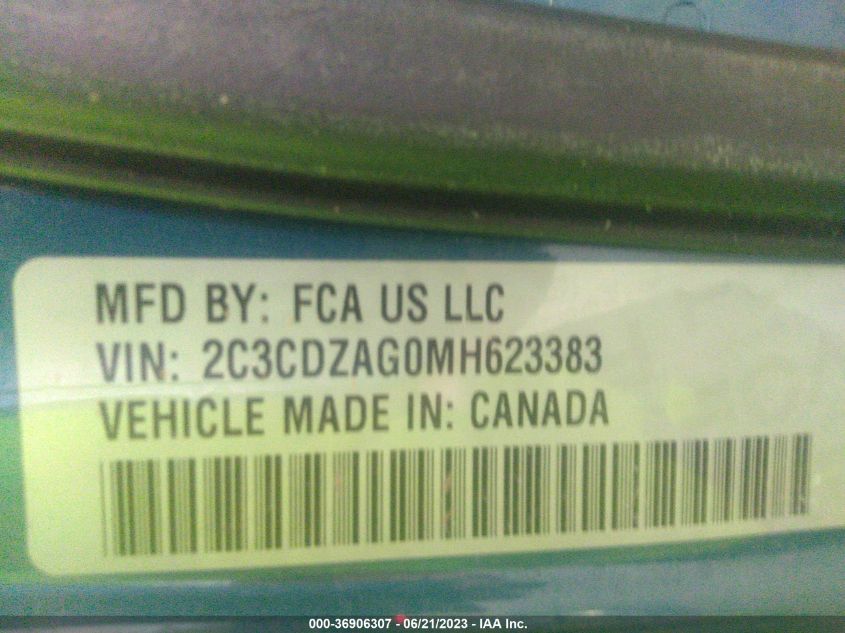 MFD BY: FCA US LLC
VIN: 2C3CDZAG0MH623383
VEHICLE MADE IN: CANADA
000-36906307 - 06/21/2023 - IAA Inc.